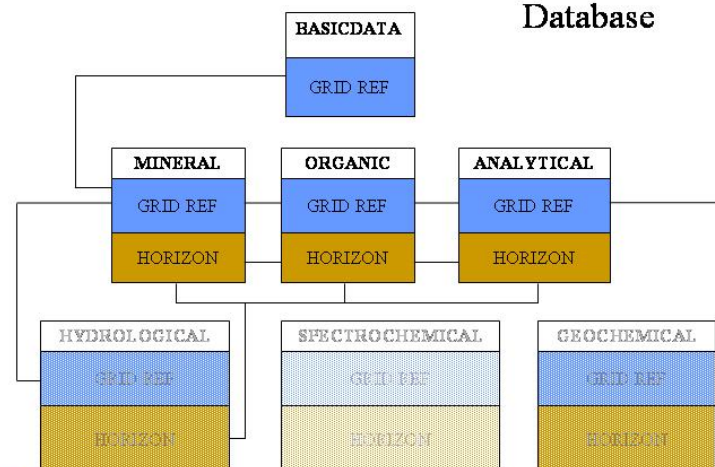 Database
BASICDATA
GRID REF
MINERAL
ORGANIC
ANALYTICAL
GRID REF
GRID REF
GRID REF
HORIZON
HORIZON
HORIZON
HYDROLOGICAL
SPECTROCHEMICAL
GEOCHEMICAL
GRID REF
GRID REF
GRID REF
HORIZON
HORIZON
HORIZON